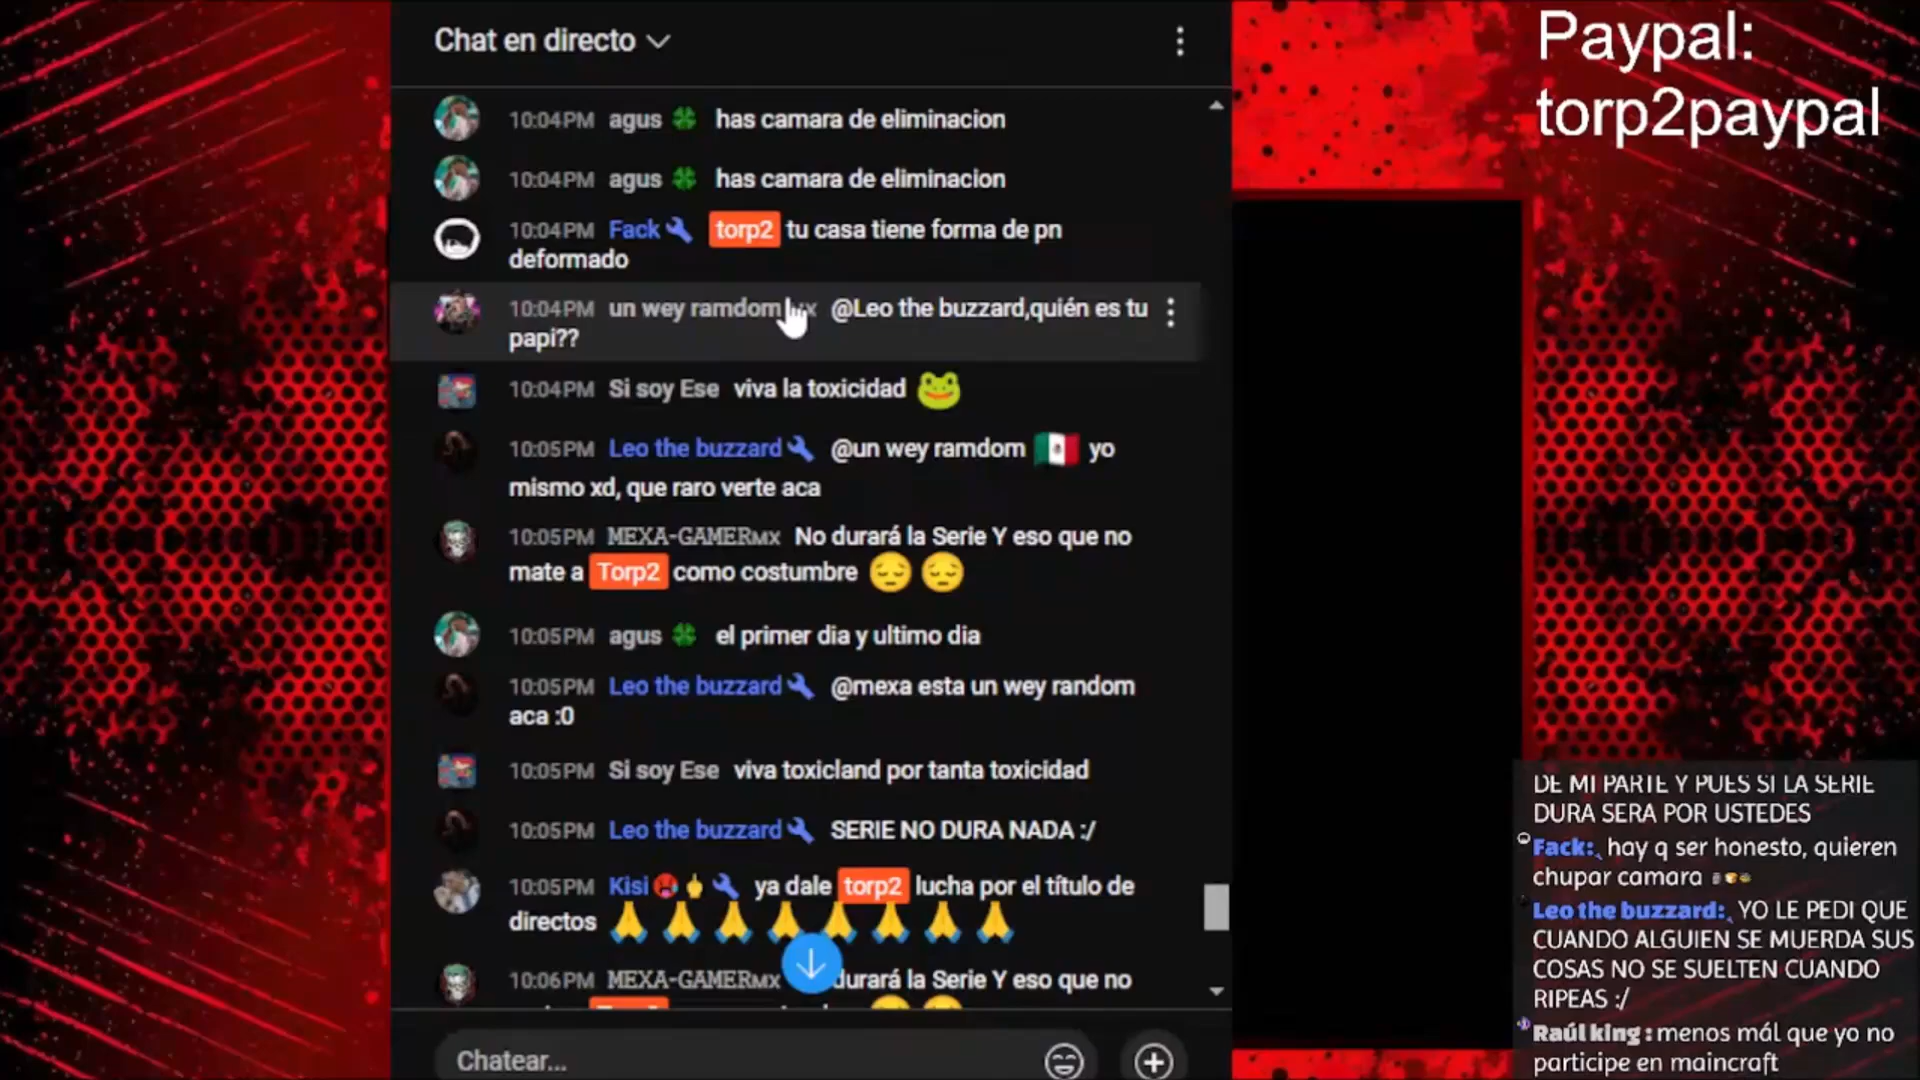 Chat en directo
10:04PM agus 🍀 has camara de eliminacion
10:04PM agus 🍀 has camara de eliminacion
10:04PM Fack torp2 tu casa tiene forma de pn
deformado
10:04PM un wey ramdom @Leo the buzzard,quién es tu
papi??
10:04PM Si soy Ese viva la toxicidad 🐸
10:05PM Leo the buzzard @un wey ramdom 🇲🇽 yo
mismo xd, que raro verte aca
10:05PM MEXA-GAMERMX No durará la Serie Y eso que no
mate a Torp2 como costumbre 😔 😔
10:05PM agus 🍀 el primer dia y ultimo dia
10:05PM Leo the buzzard @mexa esta un wey random
aca :0
10:05PM Si soy Ese viva toxicland por tanta toxicidad
10:05PM Leo the buzzard SERIE NO DURA NADA :/
10:05PM Kisi ya dale torp2 lucha por el título de
directos 🙏 🙏 🙏 🙏 🙏 🙏 🙏 🙏
10:06PM MEXA-GAMERMX durará la Serie Y eso que no
Chatear...
Paypal:
torp2paypal
DE MI PARTE Y PUES SI LA SERIE
DURA SERA POR USTEDES
Fack: hay q ser honesto, quieren
chupar camara
Leo the buzzard: YO LE PEDI QUE
CUANDO ALGUIEN SE MUERDA SUS
COSAS NO SE SUELTEN CUANDO
RIPEAS :/
Raúl king : menos mál que yo no
participe en maincraft